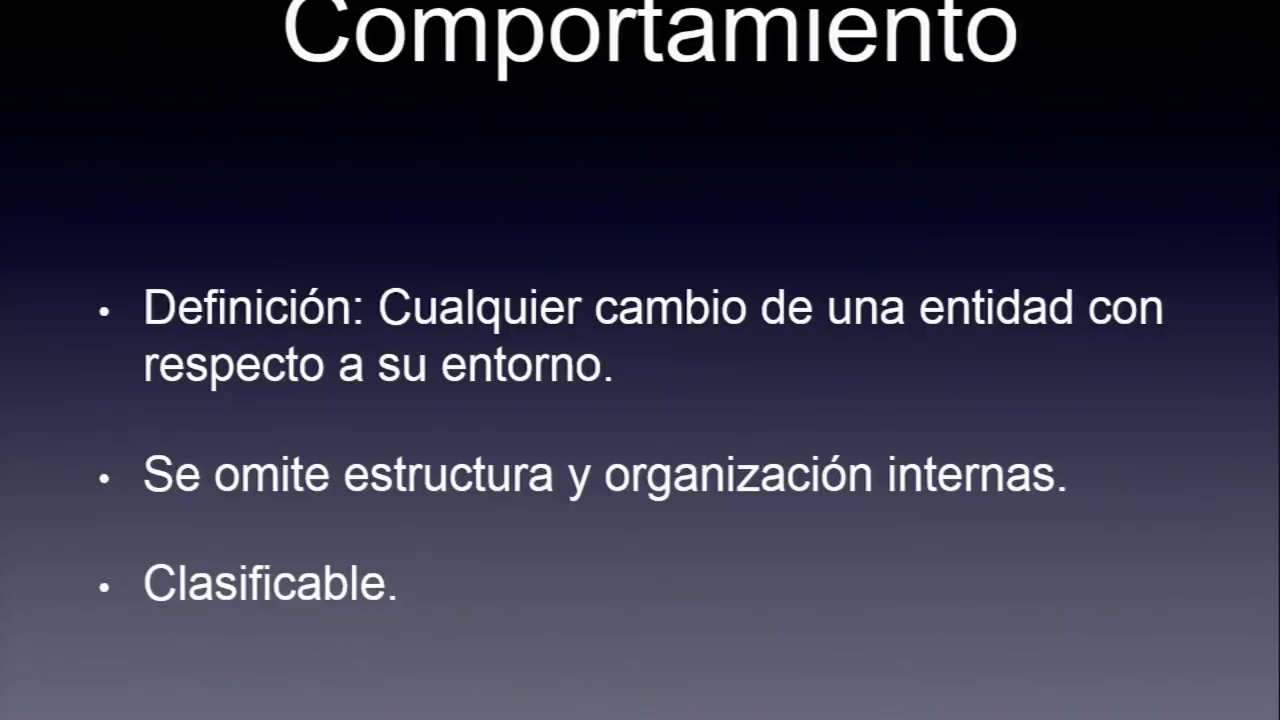 Comportamiento
• Definición: Cualquier cambio de una entidad con
respecto a su entorno.
• Se omite estructura y organización internas.
• Clasificable.